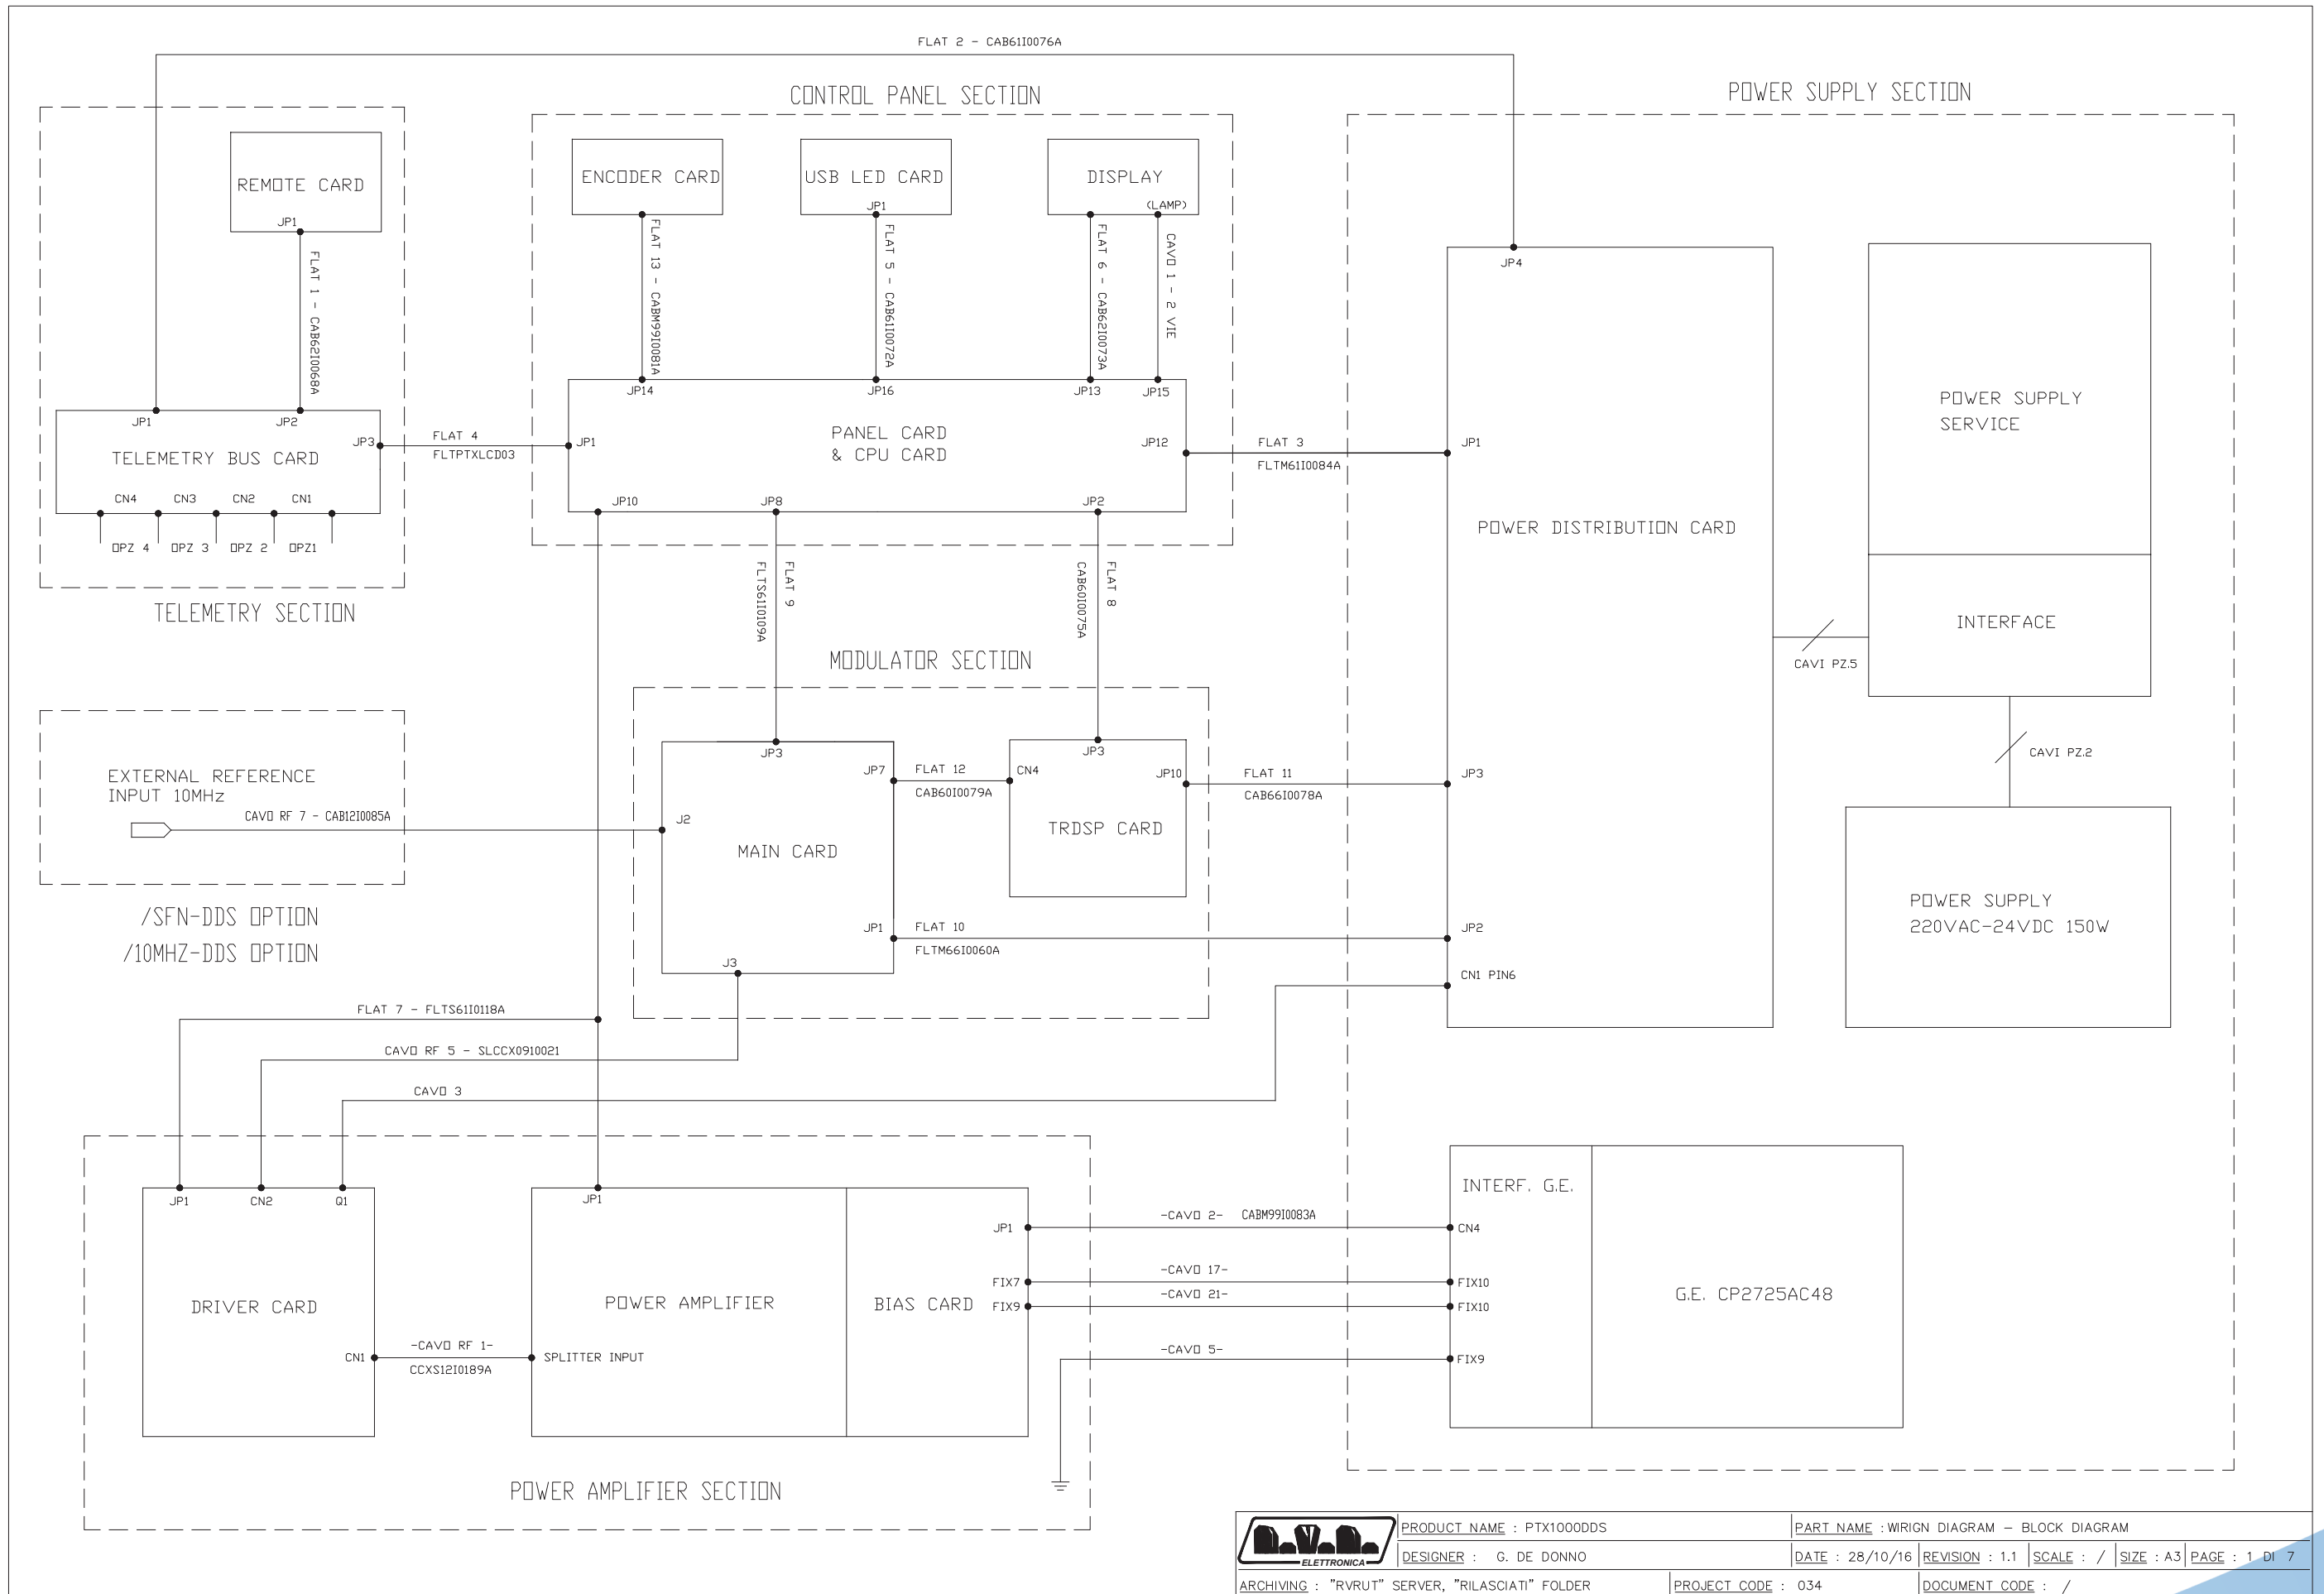 FLAT 2 - CAB61I0076A
CONTROL PANEL SECTION
POWER SUPPLY SECTION
REMOTE CARD
JP1
FLAT 1 - CAB62I0068A
JP1
JP2
JP3
TELEMETRY BUS CARD
CN4
CN3
CN2
CN1
OPZ 4
OPZ 3
OPZ 2
OPZ1
TELEMETRY SECTION
FLAT 4
FLTPTXLCD03
ENCODER CARD
USB LED CARD
JP1
DISPLAY
(LAMP)
FLAT 13 - CABM99I0081A
FLAT 5 - CAB61I0072A
FLAT 6 - CAB62I0073A
CAVO 1 - 2 VIE
JP14
JP16
JP13
JP15
JP1
PANEL CARD
& CPU CARD
JP12
JP10
JP8
JP2
FLAT 3
FLTM61I0084A
FLAT 9
FLTS61I0109A
FLAT 8
CAB60I0075A
JP4
JP1
POWER DISTRIBUTION CARD
JP3
JP2
CN1 PIN6
POWER SUPPLY
SERVICE
INTERFACE
CAVI PZ.5
CAVI PZ.2
POWER SUPPLY
220VAC-24VDC 150W
MODULATOR SECTION
JP3
JP7
J2
MAIN CARD
JP1
J3
FLAT 12
CAB60I0079A
JP3
CN4
JP10
TRDSP CARD
FLAT 11
CAB66I0078A
FLAT 10
FLTM66I0060A
EXTERNAL REFERENCE
INPUT 10MHz
CAVO RF 7 - CAB12I0085A
/SFN-DDS OPTION
/10MHZ-DDS OPTION
FLAT 7 - FLTS61I0118A
CAVO RF 5 - SLCCX0910021
CAVO 3
JP1
CN2
Q1
DRIVER CARD
CN1
-CAVO RF 1-
CCXS12I0189A
JP1
POWER AMPLIFIER
SPLITTER INPUT
JP1
BIAS CARD
FIX7
FIX9
-CAVO 2- CABM99I0083A
-CAVO 17-
-CAVO 21-
-CAVO 5-
INTERF. G.E.
CN4
FIX10
FIX10
FIX9
G.E. CP2725AC48
POWER AMPLIFIER SECTION
R.V.R.
ELETTRONICA
PRODUCT NAME : PTX1000DDS
PART NAME : WIRIGN DIAGRAM - BLOCK DIAGRAM
DESIGNER : G. DE DONNO
DATE : 28/10/16
REVISION : 1.1
SCALE : /
SIZE : A3
PAGE : 1 DI 7
ARCHIVING : "RVRUT" SERVER, "RILASCIATI" FOLDER
PROJECT CODE : 034
DOCUMENT CODE : /